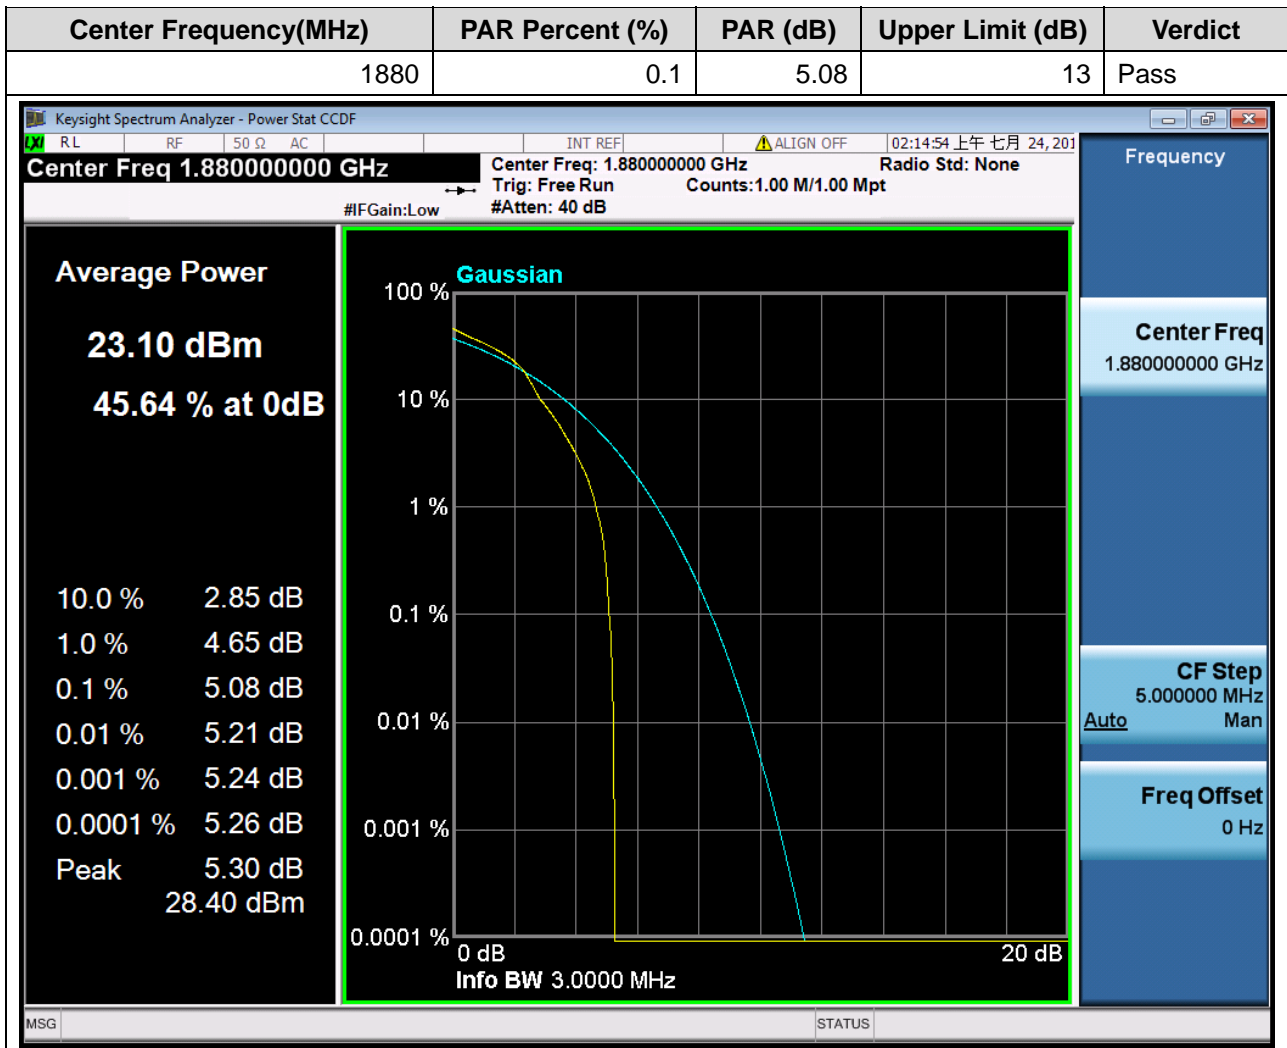 Center Frequency(MHz) PAR Percent (%) PAR (dB) Upper Limit (dB) Verdict
1880 0.1 5.08 13 Pass
Keysight Spectrum Analyzer - Power Stat CCDF
LXI RL RF 50 Ω AC INT REF ALIGN OFF 02:14:54 上午 七月 24, 201
Center Freq 1.880000000 GHz
#IFGain:Low
Center Freq: 1.880000000 GHz Radio Std: None
Trig: Free Run Counts:1.00 M/1.00 Mpt
#Atten: 40 dB
Average Power
23.10 dBm
45.64 % at 0dB
10.0 % 2.85 dB
1.0 % 4.65 dB
0.1 % 5.08 dB
0.01 % 5.21 dB
0.001 % 5.24 dB
0.0001 % 5.26 dB
Peak 5.30 dB
28.40 dBm
Gaussian
100 %
10 %
1 %
0.1 %
0.01 %
0.001 %
0.0001 %
0 dB 20 dB
Info BW 3.0000 MHz
Frequency
Center Freq
1.880000000 GHz
CF Step
5.000000 MHz
Auto Man
Freq Offset
0 Hz
MSG STATUS